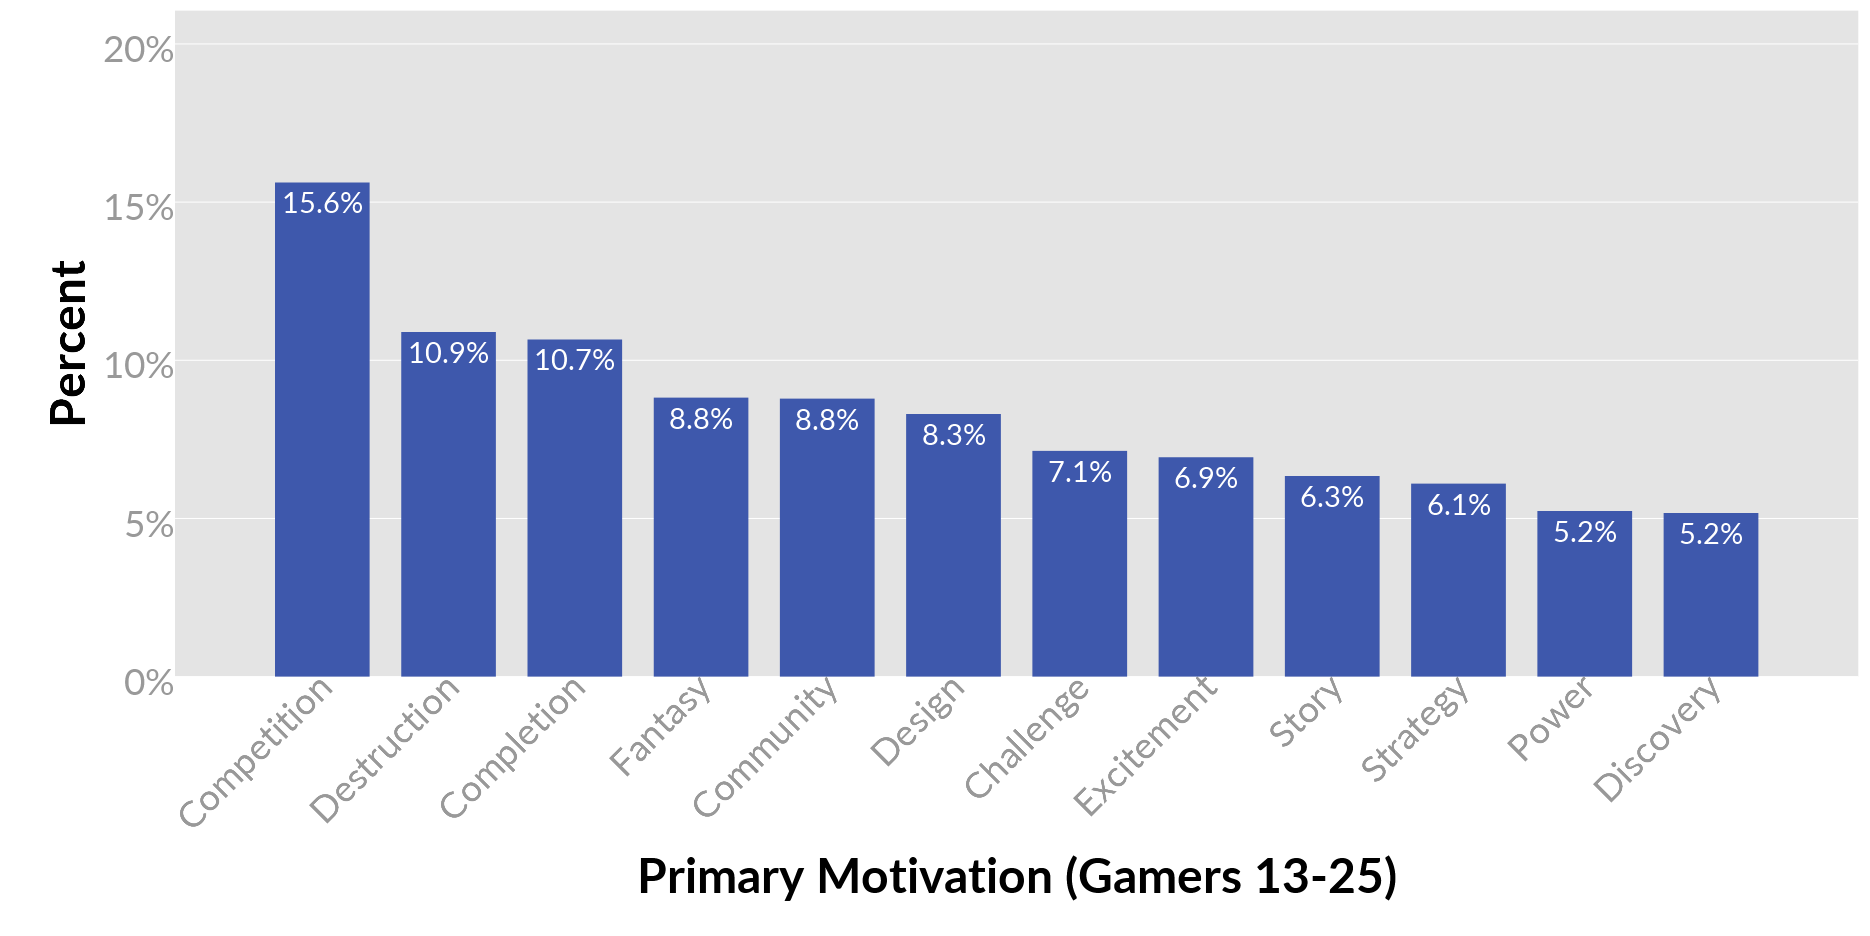 20%
15%
10%
5%
0%
Percent
15.6%
10.9%
10.7%
8.8%
8.8%
8.3%
7.1%
6.9%
6.3%
6.1%
5.2%
5.2%
Competition
Destruction
Completion
Fantasy
Community
Design
Challenge
Excitement
Story
Strategy
Power
Discovery
Primary Motivation (Gamers 13-25)